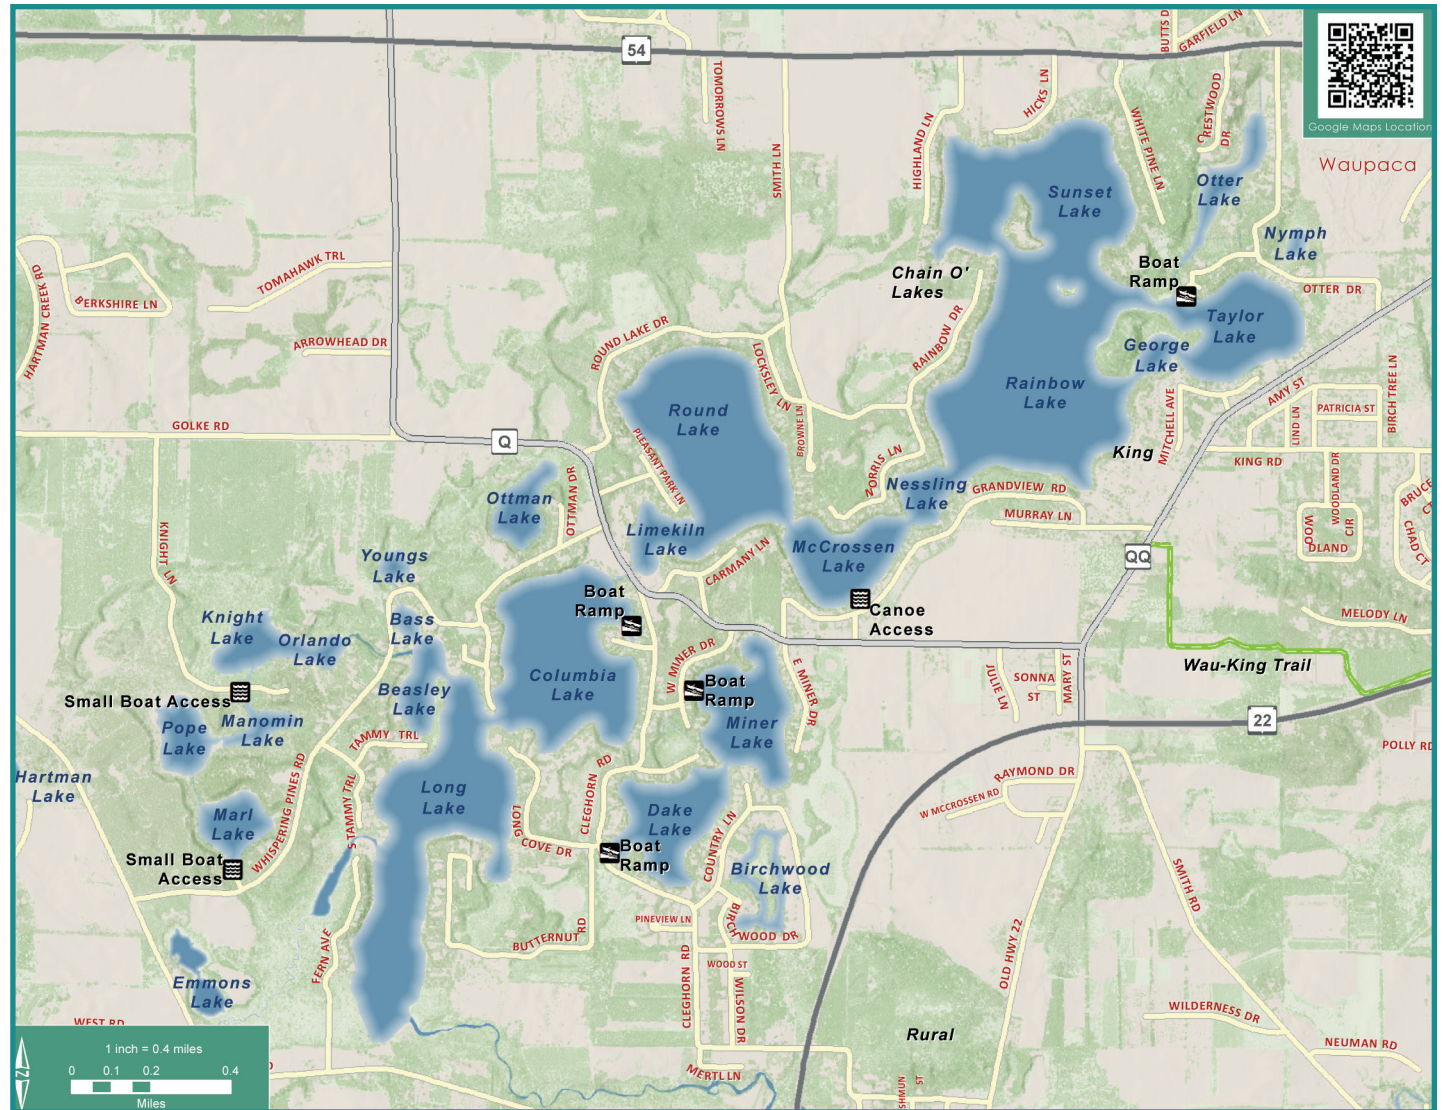 54
BUTTS D
GARFIELD LN
Google Maps Location
Waupaca
TOMORROWS LN
SMITH LN
HIGHLAND LN
HICKS LN
WHITE PINE LN
CRESTWOOD
DR
Otter
Lake
Sunset
Lake
Nymph
Lake
Boat
Ramp
OTTER DR
Chain O'
Lakes
HARTMAN CREEK RD
BERKSHIRE LN
TOMAHAWK TRL
ARROWHEAD DR
ROUND LAKE DR
LOCKSLEY LN
RAINBOW DR
Taylor
Lake
George
Lake
Rainbow
Lake
Round
Lake
BROWNE LN
PLEASANT PARK LN
NORRIS LN
MITCHELL AVE
AMY ST
PATRICIA ST
LIND LN
BIRCH TREE LN
GOLKE RD
Q
King
KING RD
Nessling
Lake
GRANDVIEW RD
MURRAY LN
WOODLAND DR
WOO
DLAND
CIR
BRUCE
CT
CHAD CT
Ottman
Lake
OTTMAN DR
Limekiln
Lake
CARMANY LN
McCrossen
Lake
QQ
KNIGHT LN
Youngs
Lake
Boat
Ramp
Canoe
Access
MELODY LN
Knight
Lake
Orlando
Lake
Bass
Lake
Wau-King Trail
Small Boat Access
Beasley
Lake
Columbia
Lake
W MINER DR
Boat
Ramp
E MINER DR
JULIE LN
SONNA
ST
MARY ST
Pope
Lake
Manomin
Lake
TAMMY TRL
Miner
Lake
22
POLLY RD
Hartman
Lake
WHISPERING PINES RD
S TAMMY TRL
Long
Lake
CLEGHORN RD
RAYMOND DR
W MCCROSSEN RD
Marl
Lake
LONG
COVE DR
Dake
Lake
COUNTRY LN
Small Boat
Access
Boat
Ramp
Birchwood
Lake
SMITH RD
FERN AVE
BUTTERNUT
RD
PINEVIEW LN
BIRCH
WOOD DR
OLD HWY 22
Emmons
Lake
CLEGHORN RD
WOOD ST
WILSON DR
WEST RD
WILDERNESS DR
Rural
NEUMAN RD
MERTL LN
SHMUN
ST
D
N
1 inch = 0.4 miles
0 0.1 0.2 0.4
Miles